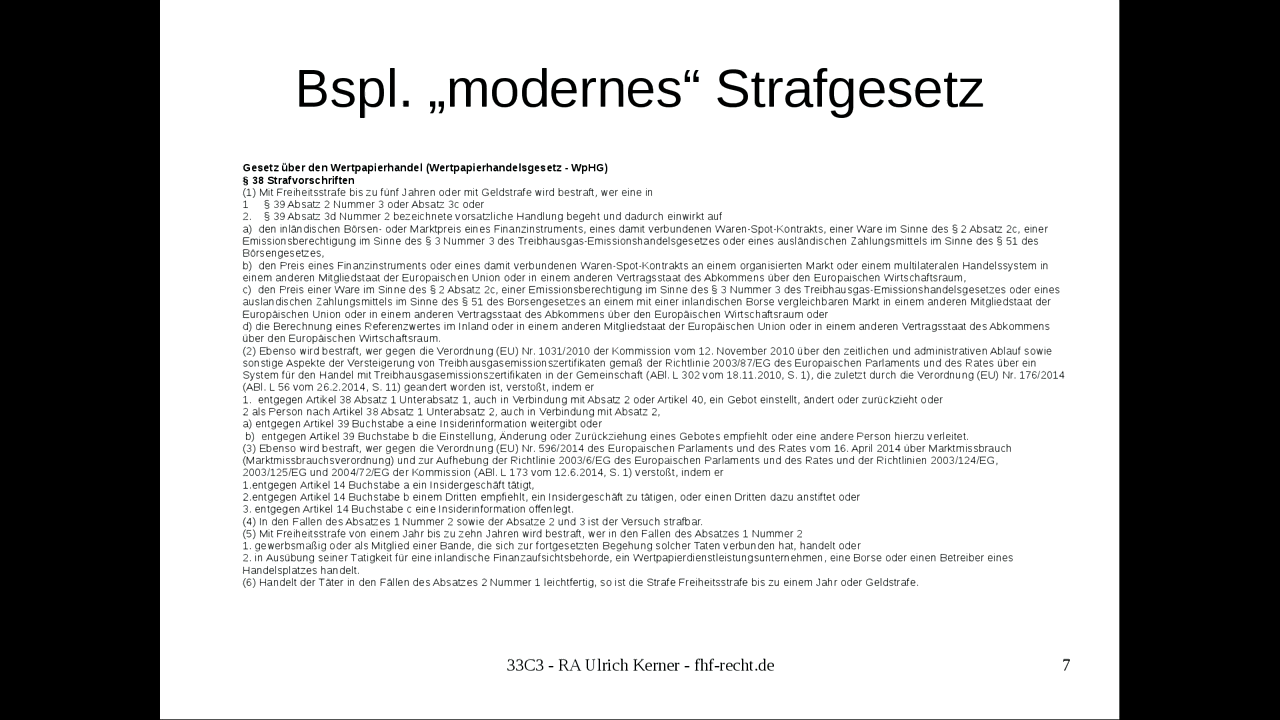 Bspl. „modernes“ Strafgesetz
Gesetz über den Wertpapierhandel (Wertpapierhandelsgesetz - WpHG)
§ 38 Strafvorschriften
(1) Mit Freiheitsstrafe bis zu fünf Jahren oder mit Geldstrafe wird bestraft, wer eine in
1 § 39 Absatz 2 Nummer 3 oder Absatz 3c oder
2. § 39 Absatz 3d Nummer 2 bezeichnete vorsätzliche Handlung begeht und dadurch einwirkt auf
a) den inländischen Börsen- oder Marktpreis eines Finanzinstruments, eines damit verbundenen Waren-Spot-Kontrakts, einer Ware im Sinne des § 2 Absatz 2c, einer
Emissionsberechtigung im Sinne des § 3 Nummer 3 des Treibhausgas-Emissionshandelsgesetzes oder eines ausländischen Zahlungsmittels im Sinne des § 51 des
Börsengesetzes,
b) den Preis eines Finanzinstruments oder eines damit verbundenen Waren-Spot-Kontrakts an einem organisierten Markt oder einem multilateralen Handelssystem in
einem anderen Mitgliedstaat der Europäischen Union oder in einem anderen Vertragsstaat des Abkommens über den Europäischen Wirtschaftsraum,
c) den Preis einer Ware im Sinne des § 2 Absatz 2c, einer Emissionsberechtigung im Sinne des § 3 Nummer 3 des Treibhausgas-Emissionshandelsgesetzes oder eines
ausländischen Zahlungsmittels im Sinne des § 51 des Börsengesetzes an einem mit einer inländischen Börse vergleichbaren Markt in einem anderen Mitgliedstaat der
Europäischen Union oder in einem anderen Vertragsstaat des Abkommens über den Europäischen Wirtschaftsraum oder
d) die Berechnung eines Referenzwertes im Inland oder in einem anderen Mitgliedstaat der Europäischen Union oder in einem anderen Vertragsstaat des Abkommens
über den Europäischen Wirtschaftsraum.
(2) Ebenso wird bestraft, wer gegen die Verordnung (EU) Nr. 1031/2010 der Kommission vom 12. November 2010 über den zeitlichen und administrativen Ablauf sowie
sonstige Aspekte der Versteigerung von Treibhausgasemissionszertifikaten gemäß der Richtlinie 2003/87/EG des Europäischen Parlaments und des Rates über ein
System für den Handel mit Treibhausgasemissionszertifikaten in der Gemeinschaft (ABl. L 302 vom 18.11.2010, S. 1), die zuletzt durch die Verordnung (EU) Nr. 176/2014
(ABl. L 56 vom 26.2.2014, S. 11) geändert worden ist, verstößt, indem er
1. entgegen Artikel 38 Absatz 1 Unterabsatz 1, auch in Verbindung mit Absatz 2 oder Artikel 40, ein Gebot einstellt, ändert oder zurückzieht oder
2 als Person nach Artikel 38 Absatz 1 Unterabsatz 2, auch in Verbindung mit Absatz 2,
a) entgegen Artikel 39 Buchstabe a eine Insiderinformation weitergibt oder
b) entgegen Artikel 39 Buchstabe b die Einstellung, Änderung oder Zurückziehung eines Gebotes empfiehlt oder eine andere Person hierzu verleitet.
(3) Ebenso wird bestraft, wer gegen die Verordnung (EU) Nr. 596/2014 des Europäischen Parlaments und des Rates vom 16. April 2014 über Marktmissbrauch
(Marktmissbrauchsverordnung) und zur Aufhebung der Richtlinie 2003/6/EG des Europäischen Parlaments und des Rates und der Richtlinien 2003/124/EG,
2003/125/EG und 2004/72/EG der Kommission (ABl. L 173 vom 12.6.2014, S. 1) verstößt, indem er
1.entgegen Artikel 14 Buchstabe a ein Insidergeschäft tätigt,
2.entgegen Artikel 14 Buchstabe b einem Dritten empfiehlt, ein Insidergeschäft zu tätigen, oder einen Dritten dazu anstiftet oder
3. entgegen Artikel 14 Buchstabe c eine Insiderinformation offenlegt.
(4) In den Fällen des Absatzes 1 Nummer 2 sowie der Absätze 2 und 3 ist der Versuch strafbar.
(5) Mit Freiheitsstrafe von einem Jahr bis zu zehn Jahren wird bestraft, wer in den Fällen des Absatzes 1 Nummer 2
1. gewerbsmäßig oder als Mitglied einer Bande, die sich zur fortgesetzten Begehung solcher Taten verbunden hat, handelt oder
2. in Ausübung seiner Tätigkeit für eine inländische Finanzaufsichtsbehörde, ein Wertpapierdienstleistungsunternehmen, eine Börse oder einen Betreiber eines
Handelsplatzes handelt.
(6) Handelt der Täter in den Fällen des Absatzes 2 Nummer 1 leichtfertig, so ist die Strafe Freiheitsstrafe bis zu einem Jahr oder Geldstrafe.
33C3 - RA Ulrich Kerner - fhf-recht.de
7